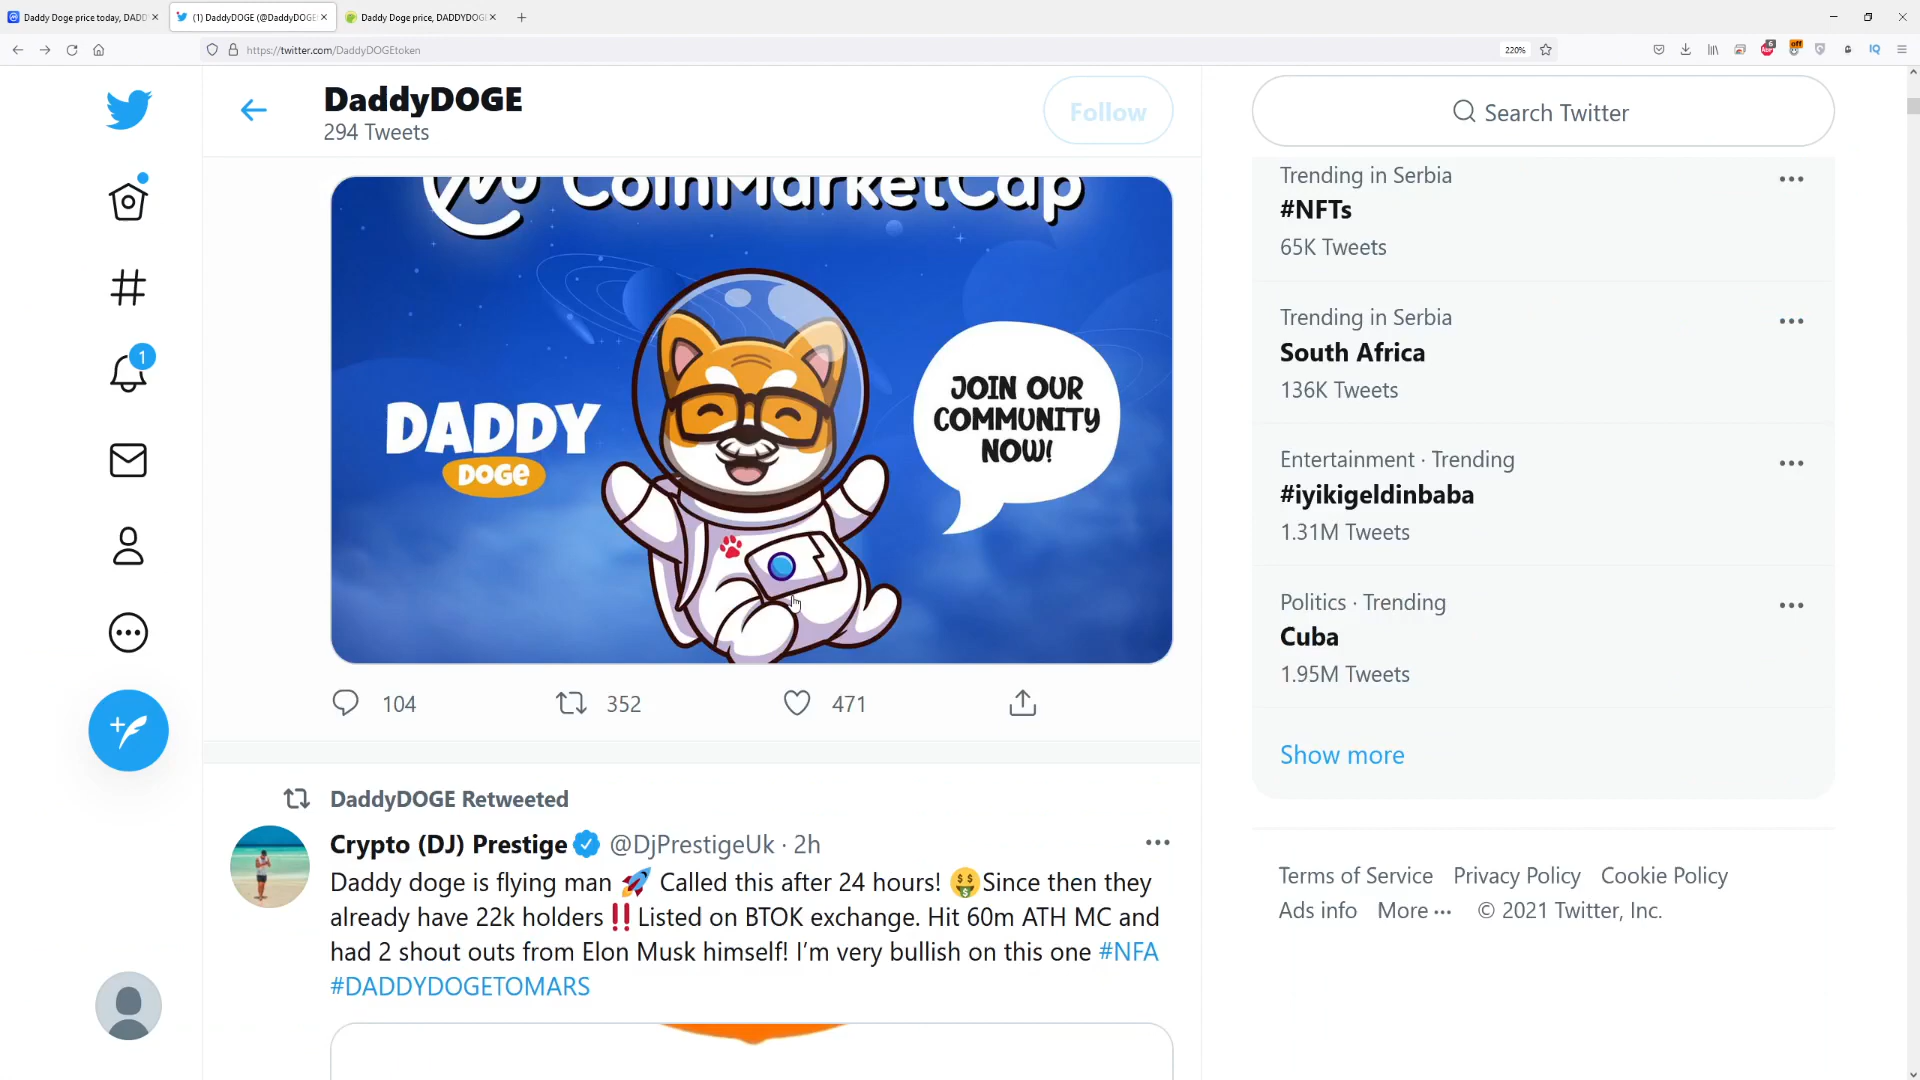 Daddy Doge price today, DADD
(1) DaddyDOGE (@DaddyDOGE
Daddy Doge price, DADDYDOG
https://twitter.com/DaddyDOGEtoken
220%
6
off
IQ
DaddyDOGE
294 Tweets
Follow
Search Twitter
CoinMarketCap
DADDY
DOGE
JOIN OUR
COMMUNITY
NOW!
1
104
352
471
DaddyDOGE Retweeted
Crypto (DJ) Prestige @DjPrestigeUk · 2h
Daddy doge is flying man 🚀 Called this after 24 hours! 🤑Since then they
already have 22k holders ‼️Listed on BTOK exchange. Hit 60m ATH MC and
had 2 shout outs from Elon Musk himself! I’m very bullish on this one #NFA
#DADDYDOGETOMARS
Trending in Serbia
#NFTs
65K Tweets
Trending in Serbia
South Africa
136K Tweets
Entertainment · Trending
#iyikigeldinbaba
1.31M Tweets
Politics · Trending
Cuba
1.95M Tweets
Show more
Terms of Service Privacy Policy Cookie Policy
Ads info More ··· © 2021 Twitter, Inc.